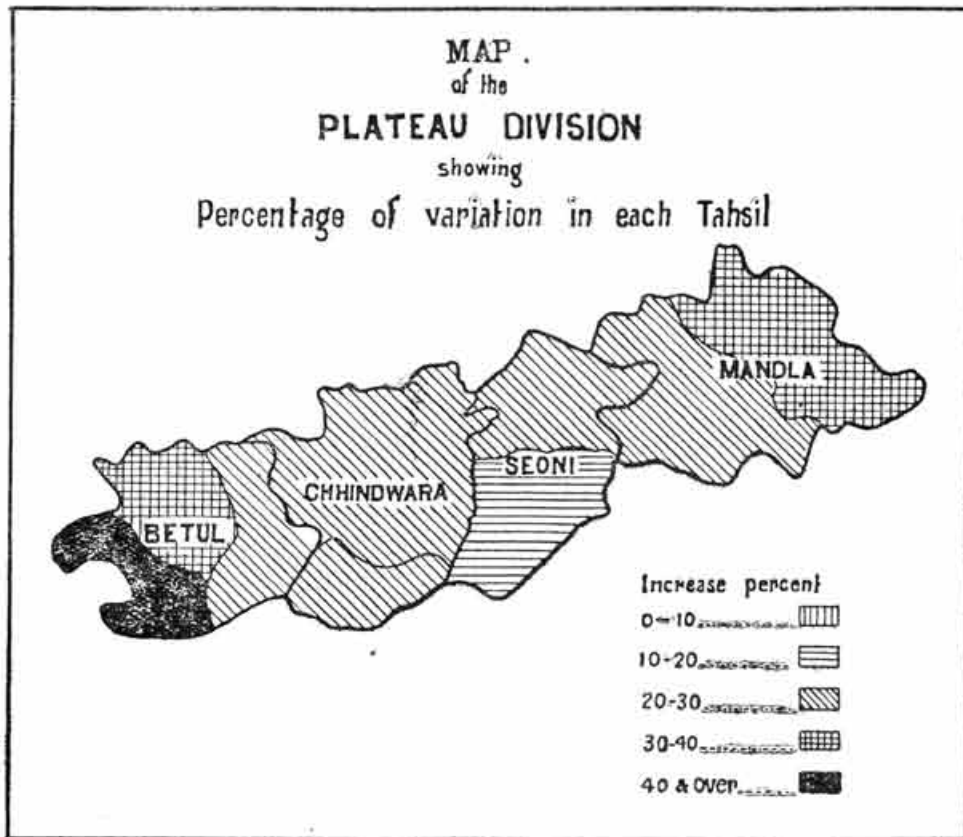 MAP.
of the
PLATEAU DIVISION
showing
Percentage of variation in each Tahsil
MANDLA
SEONI
CHHINDWARA
BETUL
Increase percent
0-10
10-20
20-30
30-40
40 & over